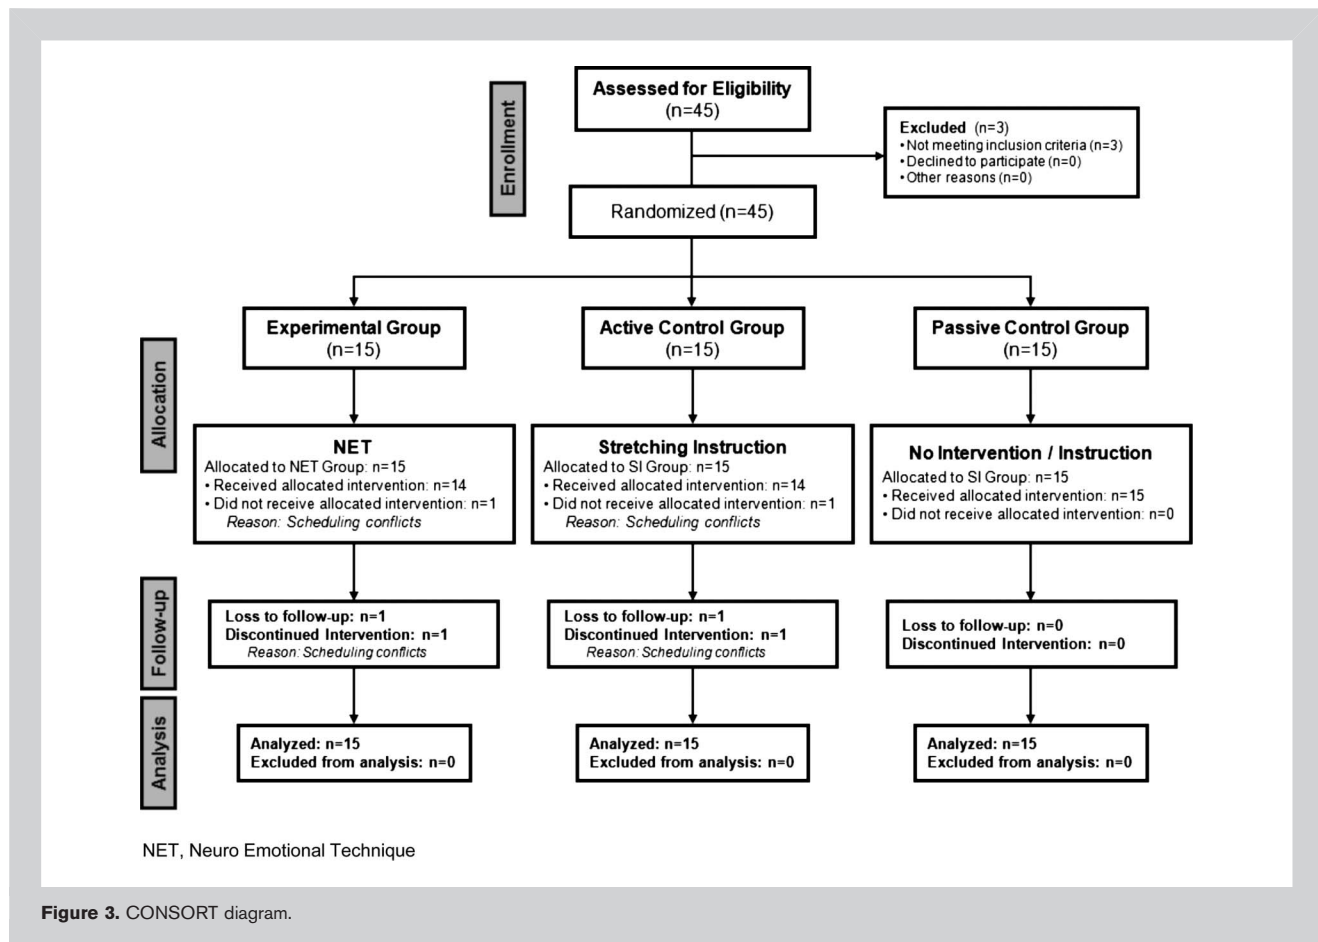 Enrollment
Assessed for Eligibility
(n=45)
Excluded (n=3)
• Not meeting inclusion criteria (n=3)
• Declined to participate (n=0)
• Other reasons (n=0)
Randomized (n=45)
Allocation
Experimental Group
(n=15)
Active Control Group
(n=15)
Passive Control Group
(n=15)
NET
Allocated to NET Group: n=15
• Received allocated intervention: n=14
• Did not receive allocated intervention: n=1
Reason: Scheduling conflicts
Stretching Instruction
Allocated to SI Group: n=15
• Received allocated intervention: n=14
• Did not receive allocated intervention: n=1
Reason: Scheduling conflicts
No Intervention / Instruction
Allocated to SI Group: n=15
• Received allocated intervention: n=15
• Did not receive allocated intervention: n=0
Follow-up
Loss to follow-up: n=1
Discontinued Intervention: n=1
Reason: Scheduling conflicts
Loss to follow-up: n=1
Discontinued Intervention: n=1
Reason: Scheduling conflicts
Loss to follow-up: n=0
Discontinued Intervention: n=0
Analysis
Analyzed: n=15
Excluded from analysis: n=0
Analyzed: n=15
Excluded from analysis: n=0
Analyzed: n=15
Excluded from analysis: n=0
NET, Neuro Emotional Technique
Figure 3. CONSORT diagram.